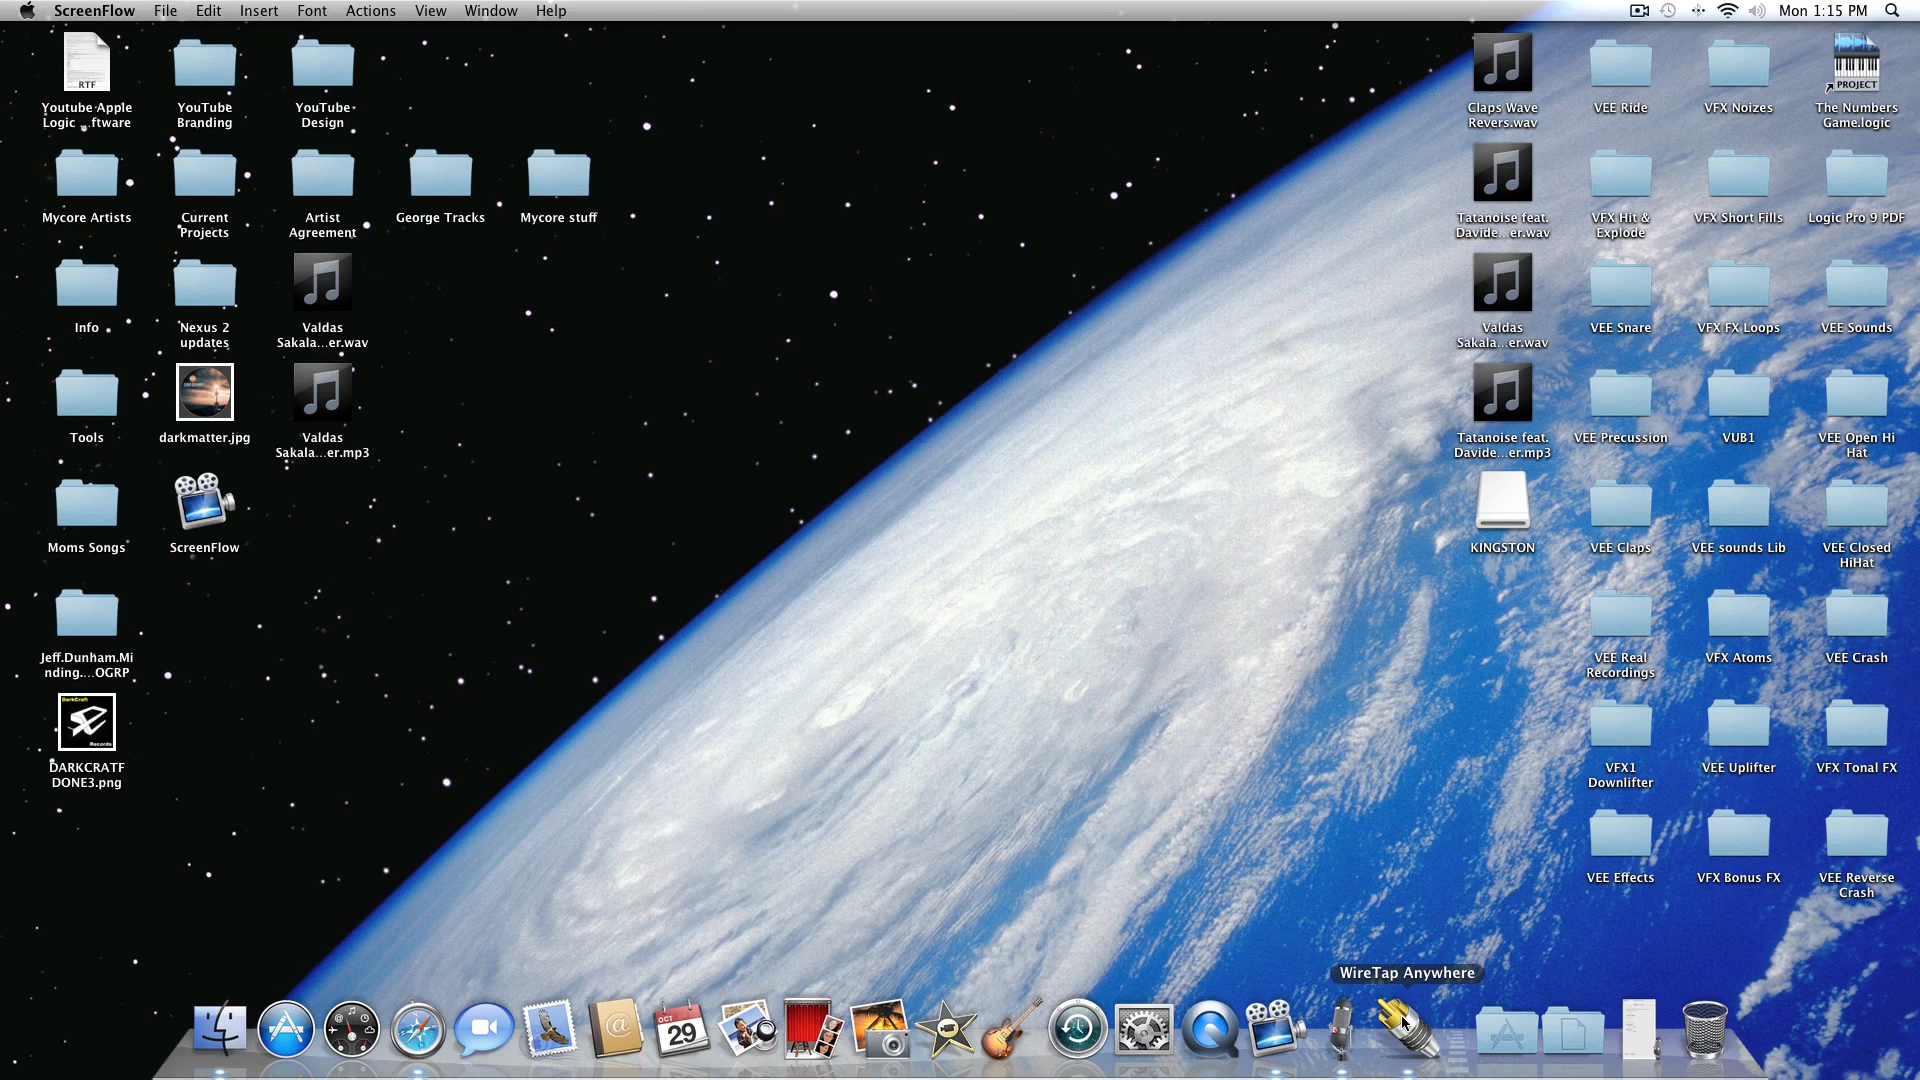 ScreenFlow File Edit Insert Font Actions View Window Help Mon 1:15 PM
RTF
Youtube Apple
Logic ...ftware
YouTube
Branding
YouTube
Design
Claps Wave
Revers.wav
VEE Ride
VFX Noizes
PROJECT
The Numbers
Game.logic
Mycore Artists
Current
Projects
Artist
Agreement
George Tracks
Mycore stuff
Tatanoise feat.
Davide...er.wav
VFX Hit &
Explode
VFX Short Fills
Logic Pro 9 PDF
Info
Nexus 2
updates
Valdas
Sakala...er.wav
Valdas
Sakala...er.wav
VEE Snare
VFX FX Loops
VEE Sounds
Tools
darkmatter.jpg
Valdas
Sakala...er.mp3
Tatanoise feat.
Davide...er.mp3
VEE Precussion
VUB1
VEE Open Hi
Hat
Moms Songs
ScreenFlow
KINGSTON
VEE Claps
VEE sounds Lib
VEE Closed
HiHat
Jeff.Dunham.Mi
nding....OGRP
VEE Real
Recordings
VFX Atoms
VEE Crash
DarkCraft
Records
DARKCRATF
DONE3.png
VFX1
Downlifter
VEE Uplifter
VFX Tonal FX
VEE Effects
VFX Bonus FX
VEE Reverse
Crash
WireTap Anywhere
OCT
29